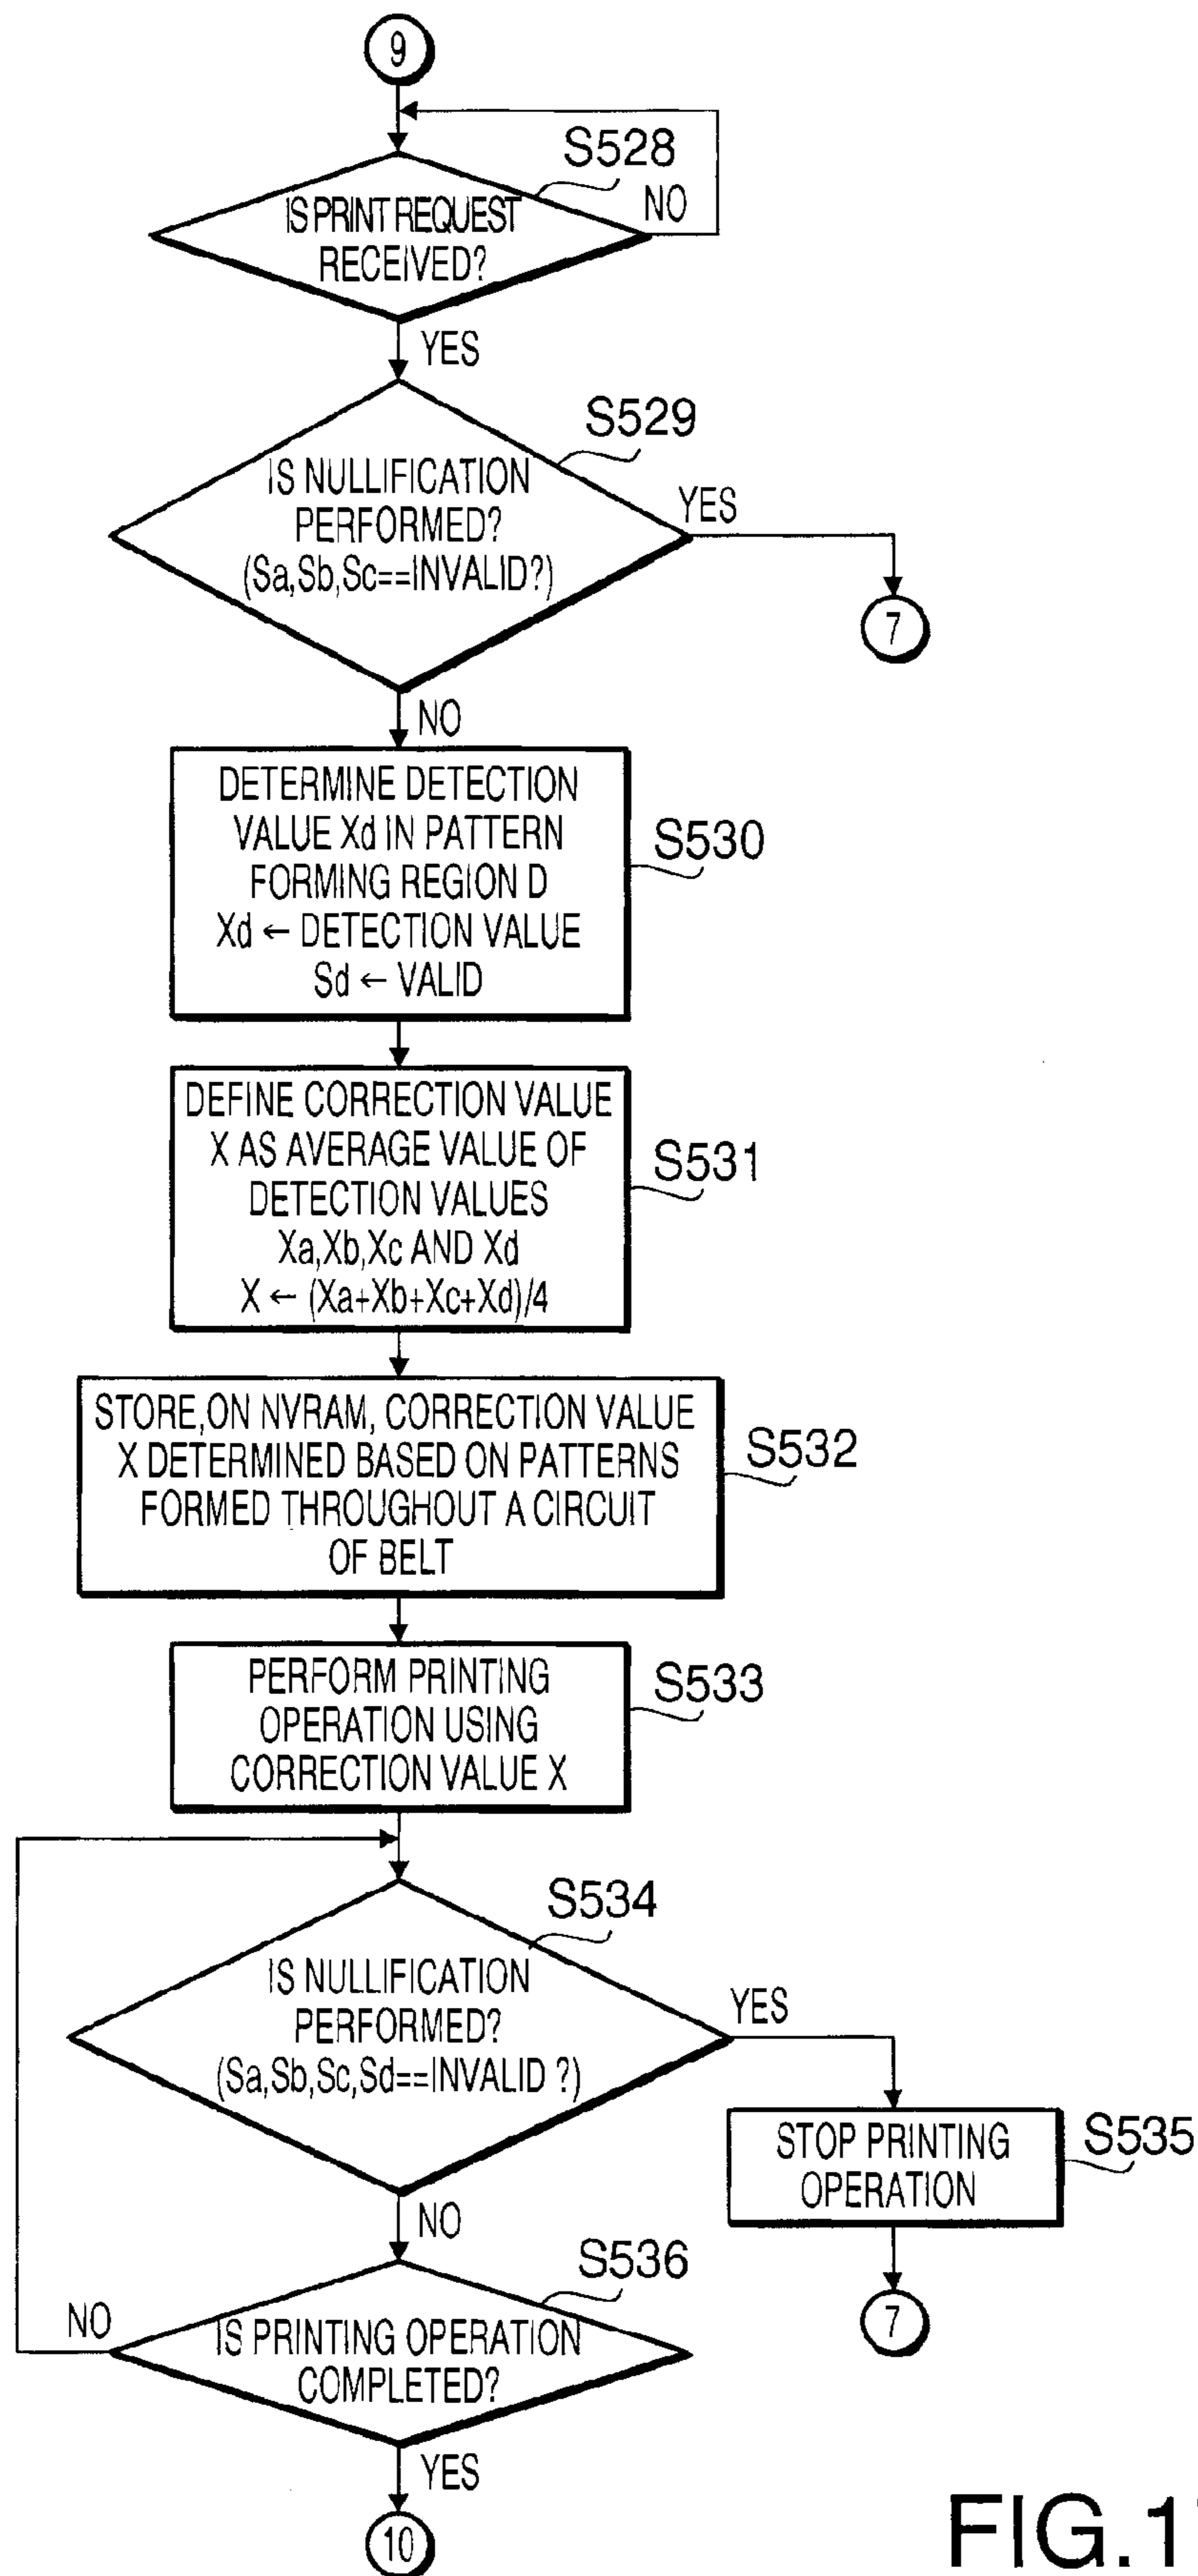 9
S528
IS PRINT REQUEST
RECEIVED?
NO
YES
S529
IS NULLIFICATION
PERFORMED?
(Sa,Sb,Sc==INVALID?)
YES
7
NO
DETERMINE DETECTION
VALUE Xd IN PATTERN
FORMING REGION D
Xd ← DETECTION VALUE
Sd ← VALID
S530
DEFINE CORRECTION VALUE
X AS AVERAGE VALUE OF
DETECTION VALUES
Xa,Xb,Xc AND Xd
X ← (Xa+Xb+Xc+Xd)/4
S531
STORE,ON NVRAM, CORRECTION VALUE
X DETERMINED BASED ON PATTERNS
FORMED THROUGHOUT A CIRCUIT
OF BELT
S532
PERFORM PRINTING
OPERATION USING
CORRECTION VALUE X
S533
S534
IS NULLIFICATION
PERFORMED?
(Sa,Sb,Sc,Sd==INVALID ?)
YES
STOP PRINTING
OPERATION
S535
7
NO
S536
IS PRINTING OPERATION
COMPLETED?
NO
YES
10